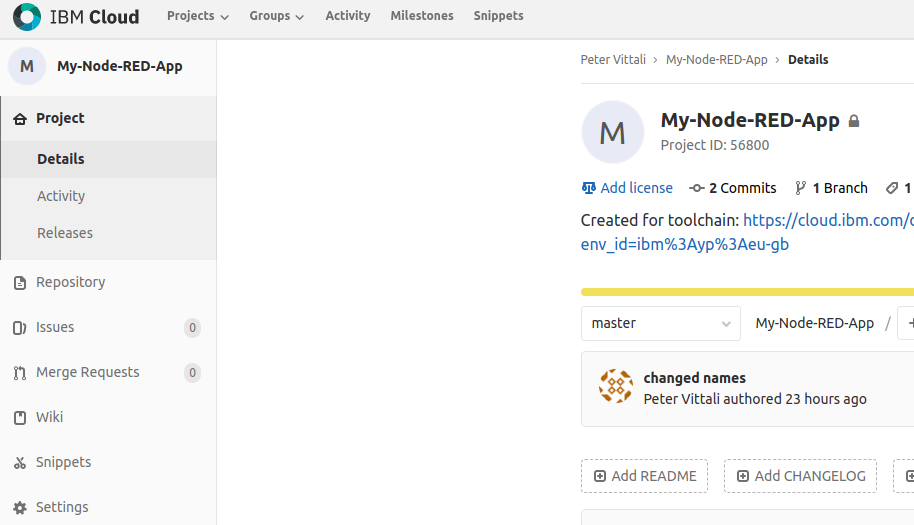 IBM Cloud Projects Groups Activity Milestones Snippets
M My-Node-RED-App
Project
Details
Activity
Releases
Repository
Issues 0
Merge Requests 0
Wiki
Snippets
Settings
Peter Vittali › My-Node-RED-App › Details
M
My-Node-RED-App
Project ID: 56800
Add license 2 Commits 1 Branch 1
Created for toolchain: https://cloud.ibm.com/
env_id=ibm%3Ayp%3Aeu-gb
master My-Node-RED-App / +
changed names
Peter Vittali authored 23 hours ago
Add README Add CHANGELOG